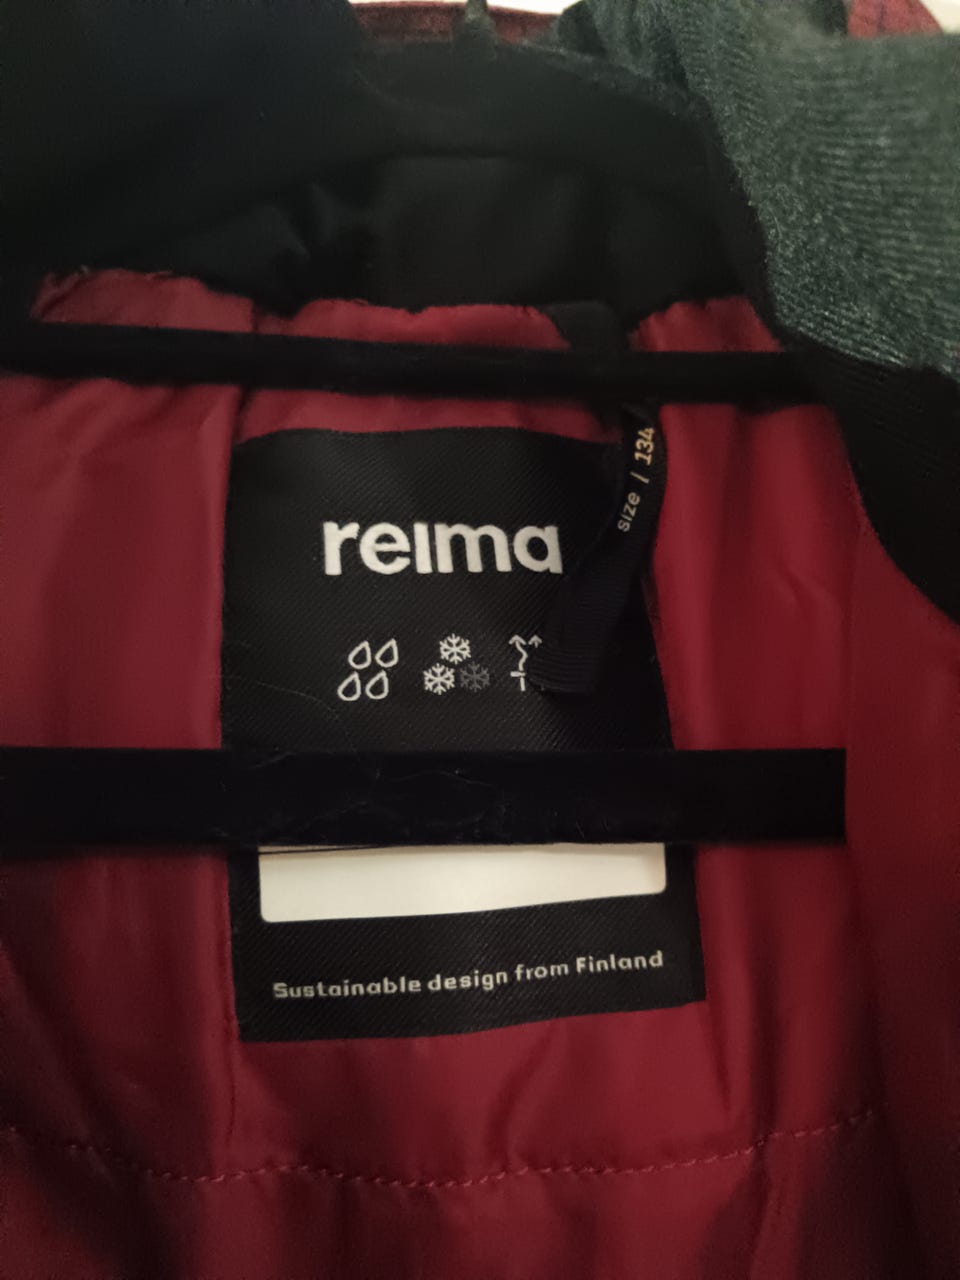 size / 134
reima
Sustainable design from Finland